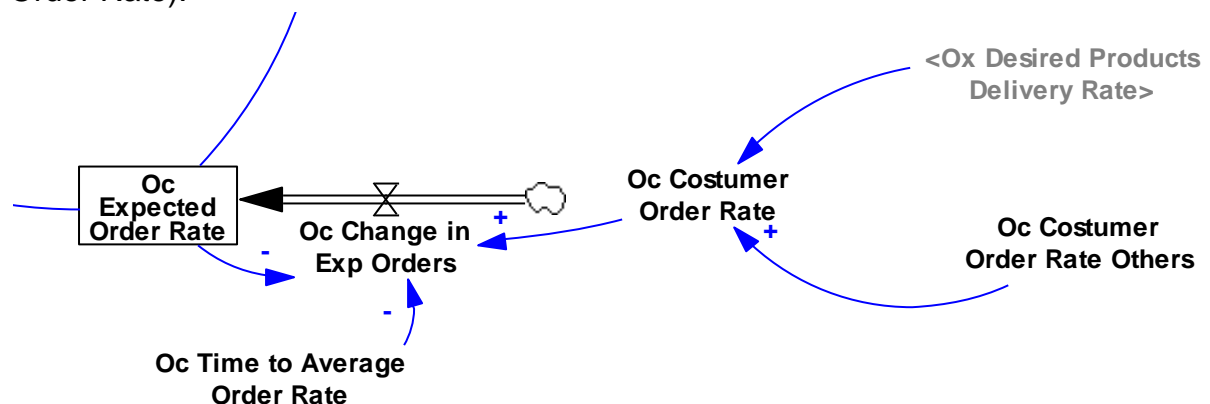 Order Rate).
<Ox Desired Products
Delivery Rate>
Oc
Expected
Order Rate
Oc Costumer
Order Rate
+
Oc Change in
Exp Orders
+
-
Oc Costumer
Order Rate Others
-
Oc Time to Average
Order Rate